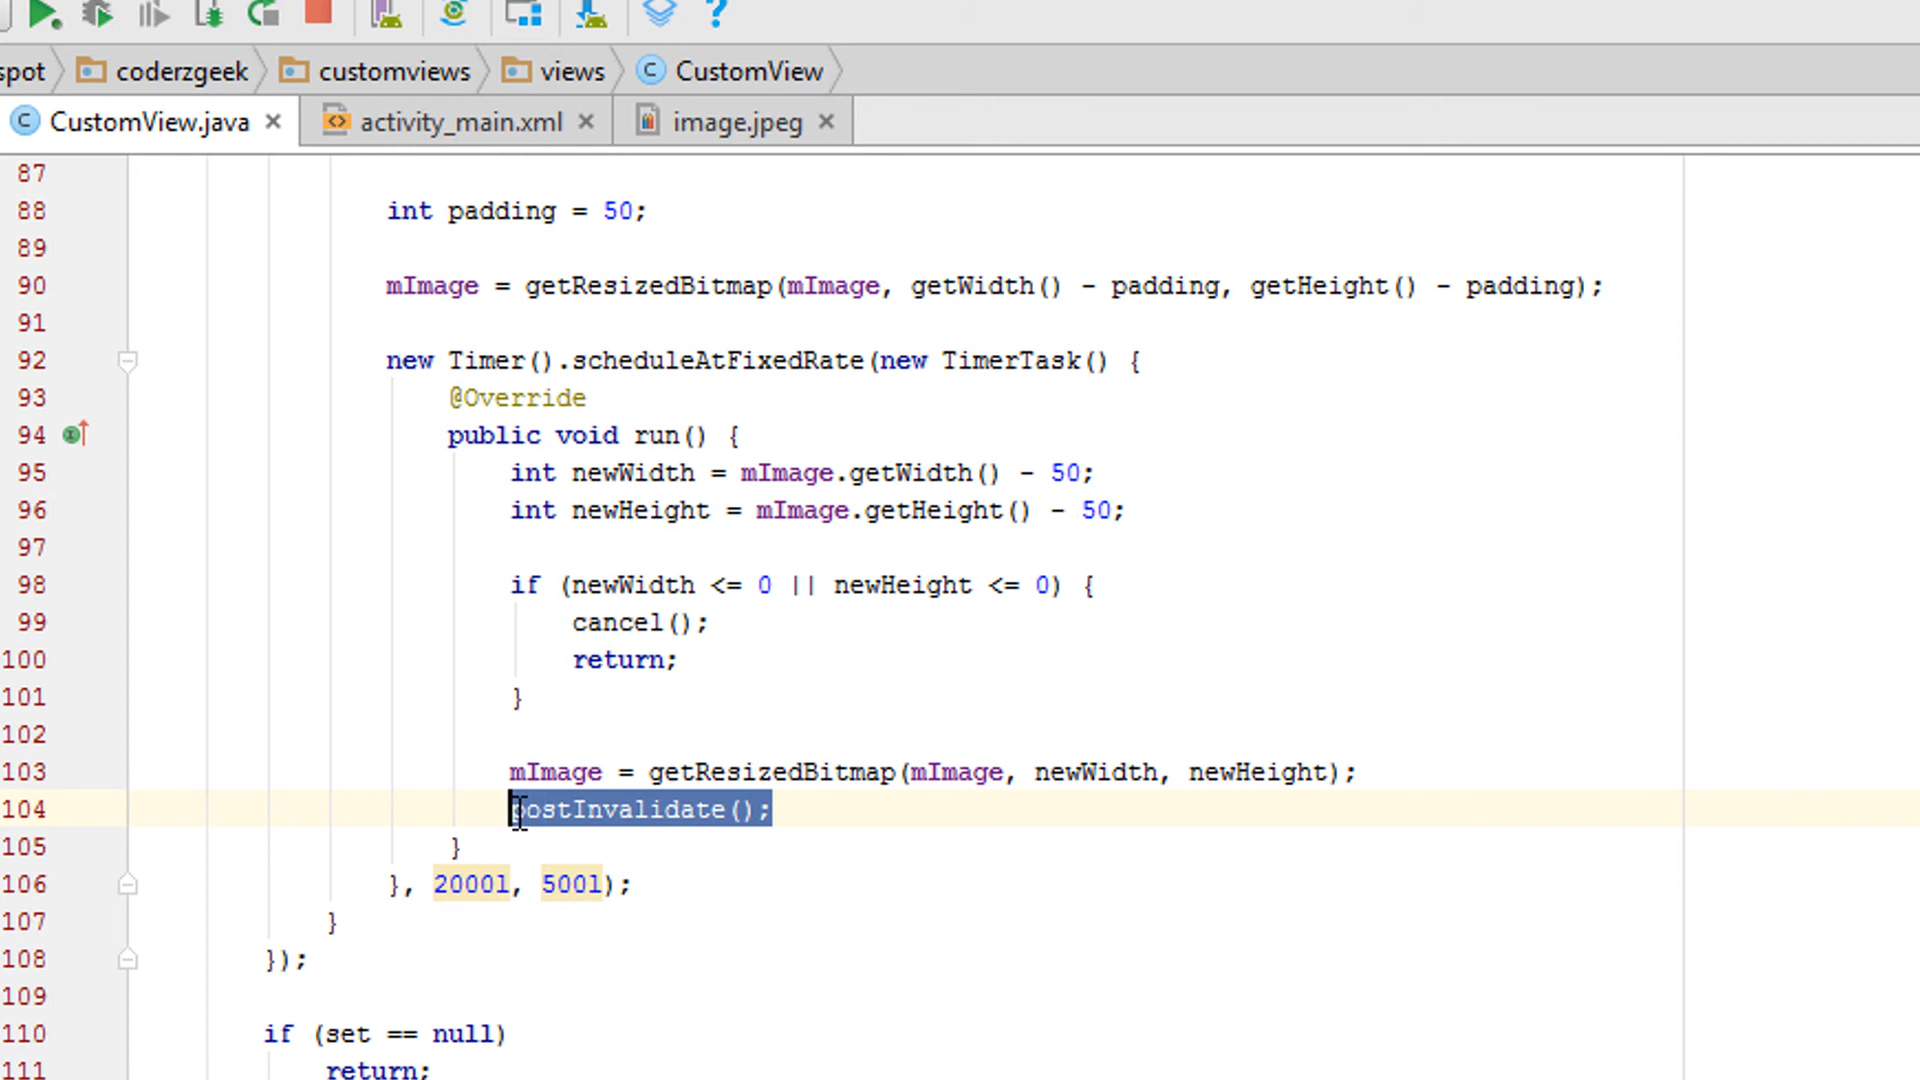 spot coderzgeek customviews views CustomView
CustomView.java activity_main.xml image.jpeg
87
88 int padding = 50;
89
90 mImage = getResizedBitmap(mImage, getWidth() - padding, getHeight() - padding);
91
92 new Timer().scheduleAtFixedRate(new TimerTask() {
93 @Override
94 public void run() {
95 int newWidth = mImage.getWidth() - 50;
96 int newHeight = mImage.getHeight() - 50;
97
98 if (newWidth <= 0 || newHeight <= 0) {
99 cancel();
100 return;
101 }
102
103 mImage = getResizedBitmap(mImage, newWidth, newHeight);
104 postInvalidate();
105 }
106 }, 2000l, 500l);
107 }
108 });
109
110 if (set == null)
111 return;